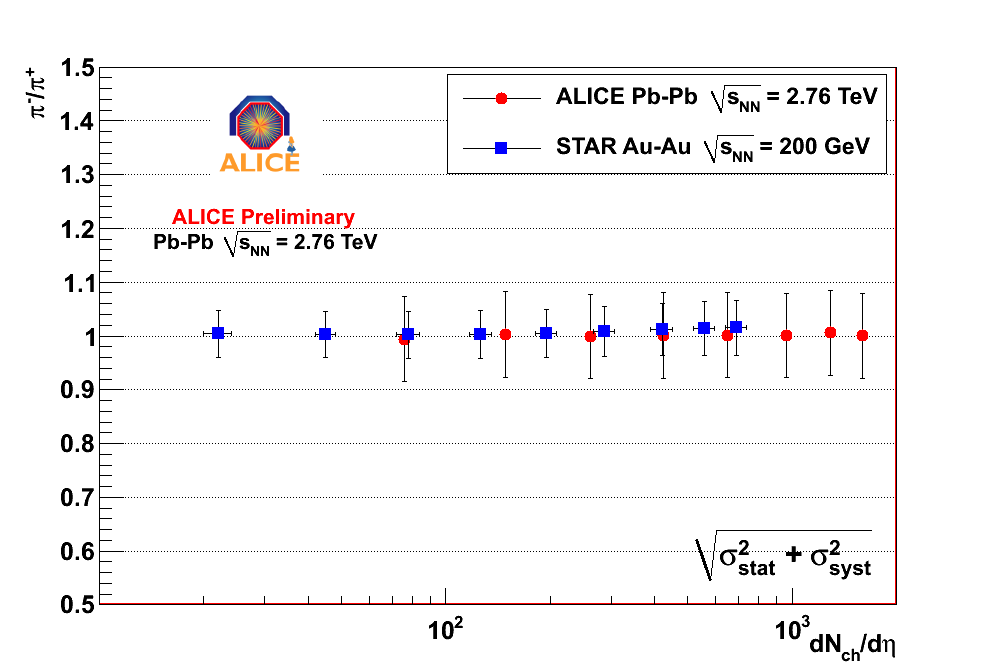 π⁻/π⁺
1.5
1.4
1.3
1.2
1.1
1
0.9
0.8
0.7
0.6
0.5
ALICE Pb-Pb √s_NN = 2.76 TeV
STAR Au-Au √s_NN = 200 GeV
ALICE
ALICE Preliminary
Pb-Pb √s_NN = 2.76 TeV
√(σ²_stat + σ²_syst)
10²
10³
dN_ch/dη